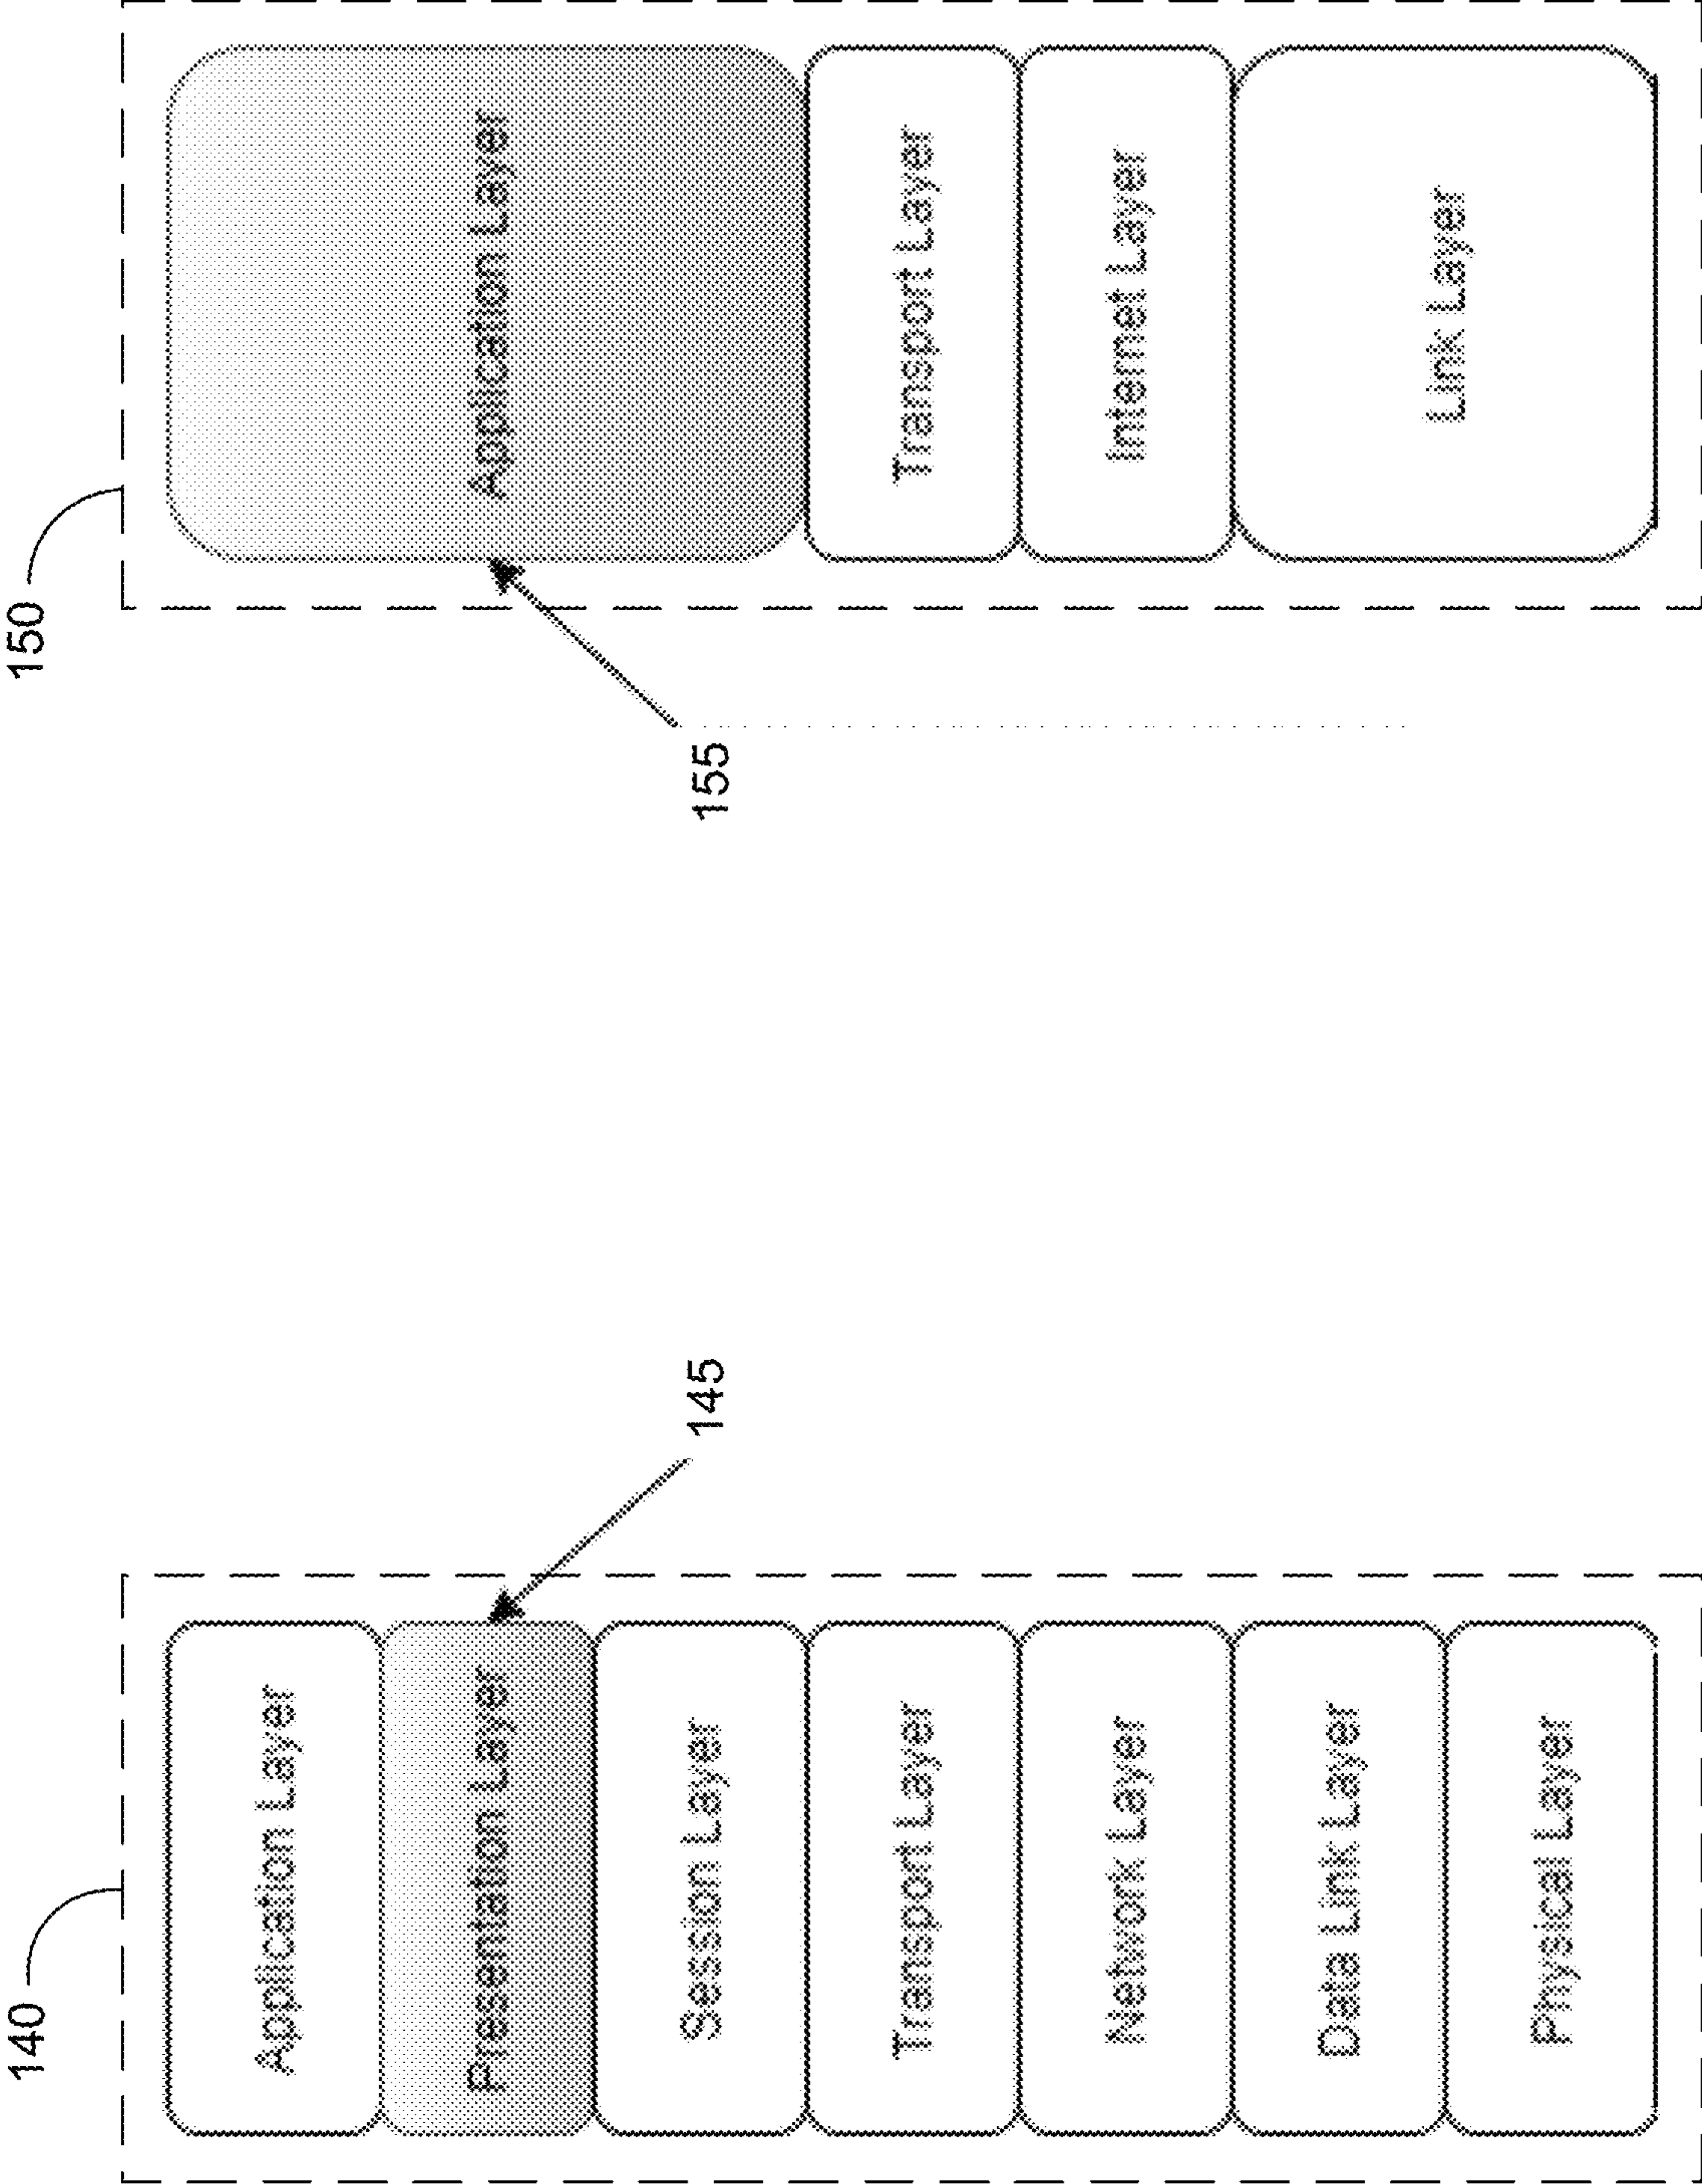 140
Application Layer
Presentation Layer
145
Session Layer
Transport Layer
Network Layer
Data Link Layer
Physical Layer
150
Application Layer
155
Transport Layer
Internet Layer
Link Layer